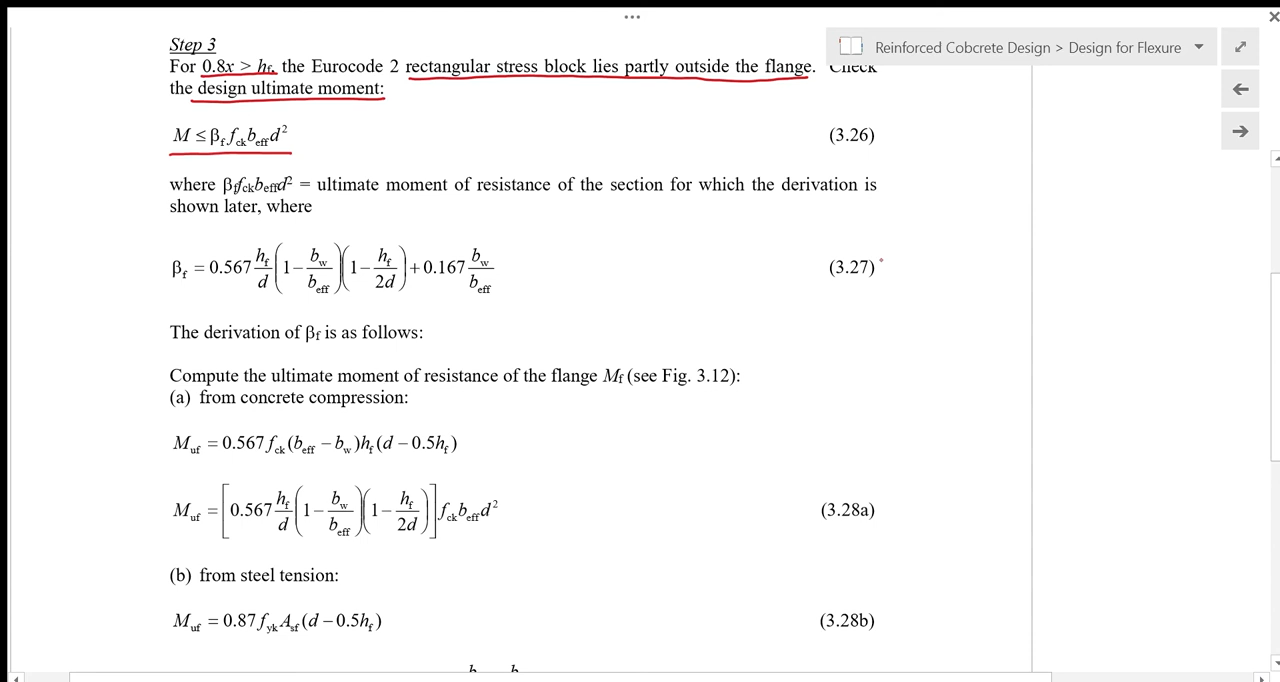 Step 3
Reinforced Cobcrete Design > Design for Flexure
For 0.8x > hf, the Eurocode 2 rectangular stress block lies partly outside the flange. Check
the design ultimate moment:
M ≤ βf fck beff d² (3.26)
where βf fck beff d² = ultimate moment of resistance of the section for which the derivation is
shown later, where
βf = 0.567 hf/d (1 − bw/beff)(1 − hf/2d) + 0.167 bw/beff (3.27)
The derivation of βf is as follows:
Compute the ultimate moment of resistance of the flange Mf (see Fig. 3.12):
(a) from concrete compression:
Muf = 0.567 fck (beff − bw)hf (d − 0.5hf)
Muf = [0.567 hf/d (1 − bw/beff)(1 − hf/2d)] fck beff d² (3.28a)
(b) from steel tension:
Muf = 0.87 fyk Asf (d − 0.5hf) (3.28b)